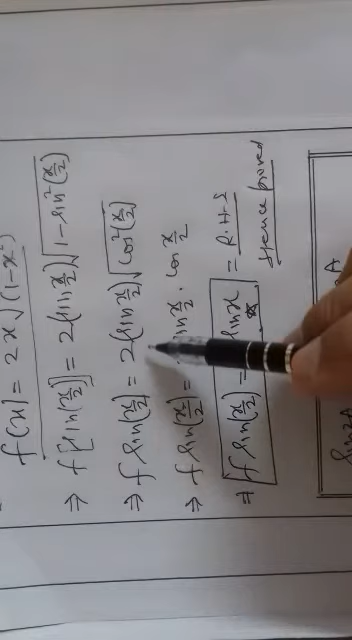 f(x) = 2x√(1-x²)
⇒ f[sin(x/2)] = 2(sin x/2)√1-sin²(x/2)
⇒ f sin(x/2) = 2(sin x/2)√cos²(x/2)
⇒ f sin(x/2) = sin x/2 · cos x/2
⇒ f sin(x/2) = sin x = R.H.S
Hence proved